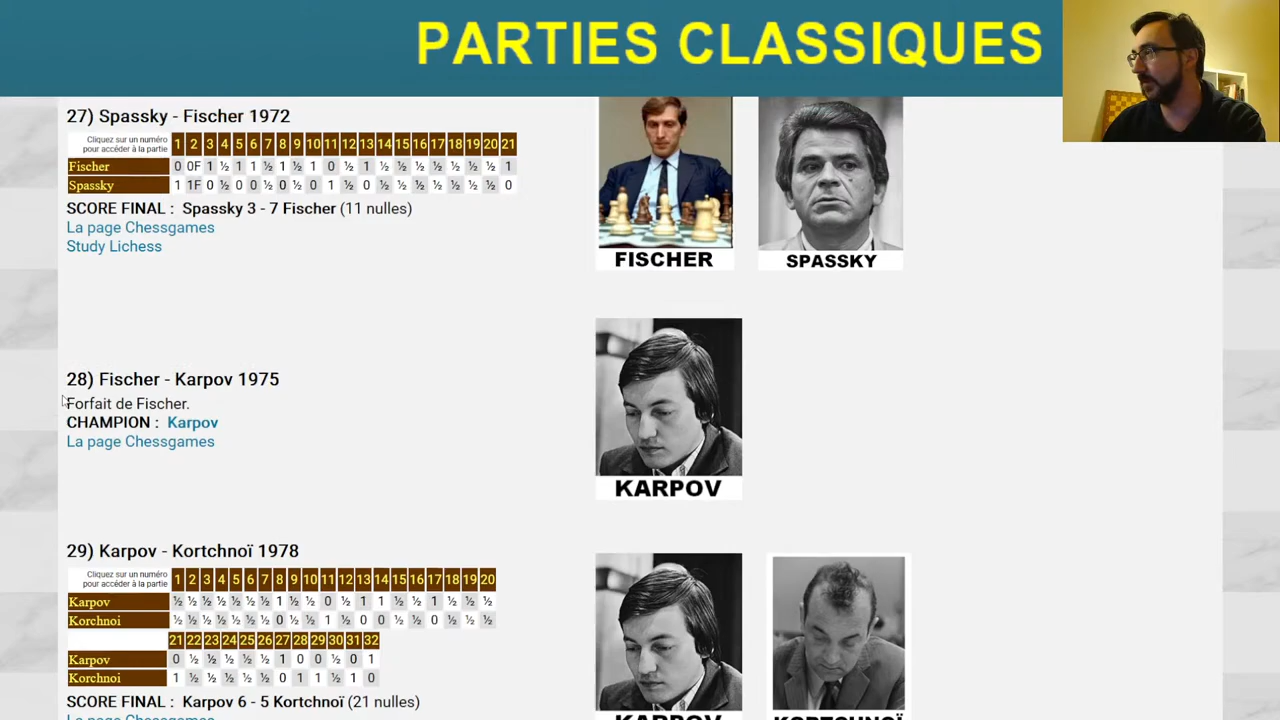 PARTIES CLASSIQUES
27) Spassky - Fischer 1972
Cliquez sur un numéro
pour accéder à la partie
1 2 3 4 5 6 7 8 9 10 11 12 13 14 15 16 17 18 19 20 21
Fischer 0 0F 1 ½ 1 1 ½ 1 ½ 1 0 ½ 1 ½ ½ ½ ½ ½ ½ ½ 1
Spassky 1 1F 0 ½ 0 0 ½ 0 ½ 0 1 ½ 0 ½ ½ ½ ½ ½ ½ ½ 0
SCORE FINAL : Spassky 3 - 7 Fischer (11 nulles)
La page Chessgames
Study Lichess
FISCHER
SPASSKY
28) Fischer - Karpov 1975
Forfait de Fischer.
CHAMPION : Karpov
La page Chessgames
KARPOV
29) Karpov - Kortchnoï 1978
Cliquez sur un numéro
pour accéder à la partie
1 2 3 4 5 6 7 8 9 10 11 12 13 14 15 16 17 18 19 20
Karpov ½ ½ ½ ½ ½ ½ ½ 1 ½ ½ 0 ½ 1 1 ½ ½ 1 ½ ½ ½
Korchnoi ½ ½ ½ ½ ½ ½ ½ 0 ½ ½ 1 ½ 0 0 ½ ½ 0 ½ ½ ½
21 22 23 24 25 26 27 28 29 30 31 32
Karpov 0 ½ ½ ½ ½ ½ 1 0 0 ½ 0 1
Korchnoi 1 ½ ½ ½ ½ ½ 0 1 1 ½ 1 0
SCORE FINAL : Karpov 6 - 5 Kortchnoï (21 nulles)
La page Chessgames
KARPOV
KORTCHNOÏ